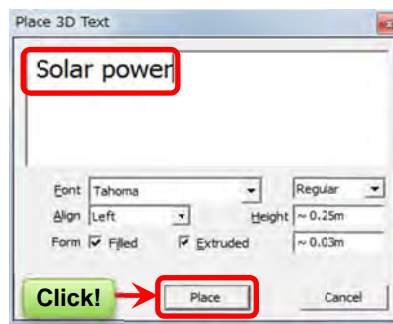 Place 3D Text
Solar power
Font Tahoma Regular
Align Left Height ~ 0.25m
Form Filled Extruded ~ 0.03m
Click! Place Cancel